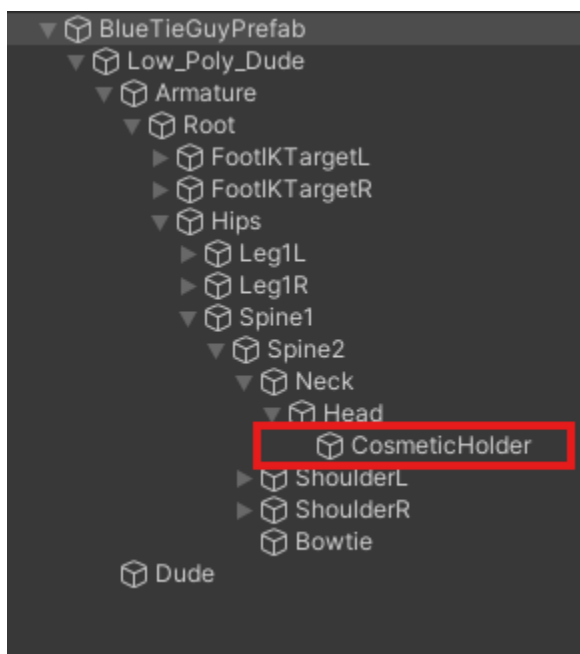 BlueTieGuyPrefab
Low_Poly_Dude
Armature
Root
FootIKTargetL
FootIKTargetR
Hips
Leg1L
Leg1R
Spine1
Spine2
Neck
Head
CosmeticHolder
ShoulderL
ShoulderR
Bowtie
Dude